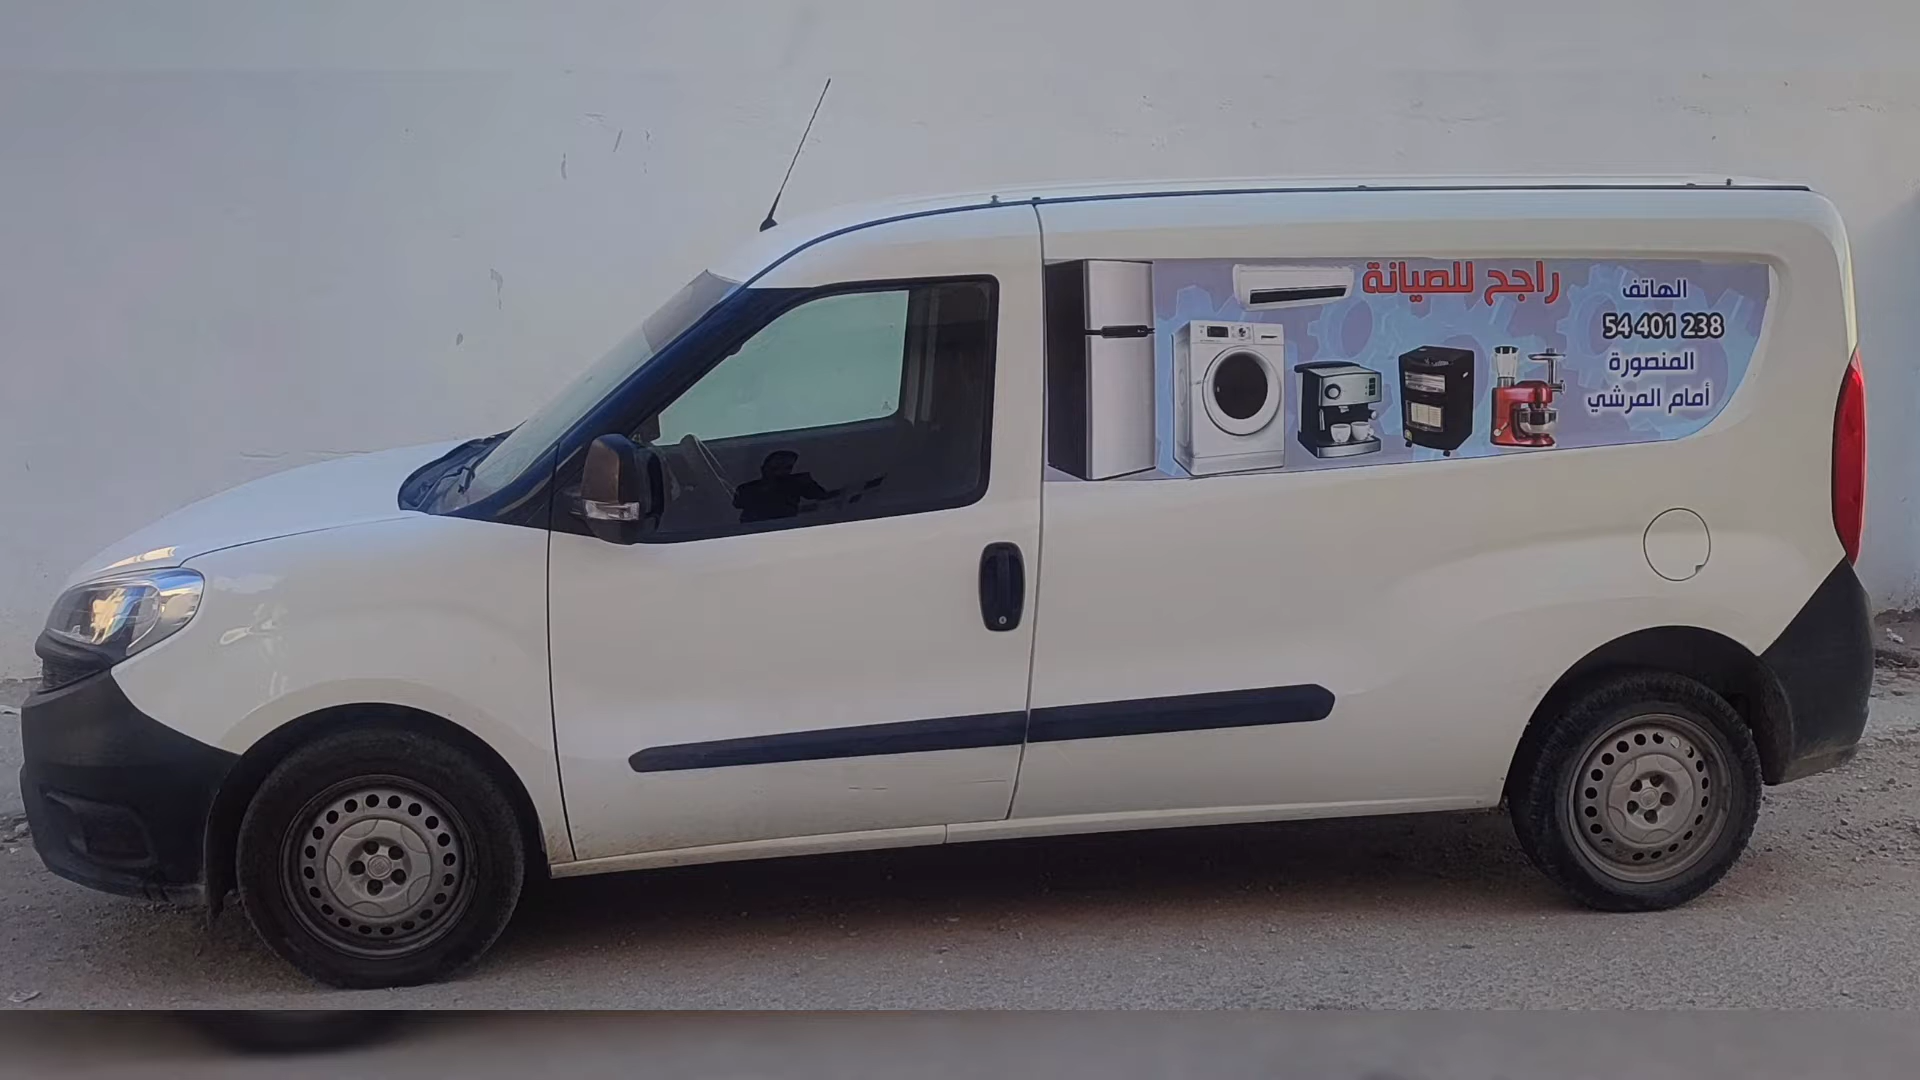 راجح للصيانة
الهاتف
54 401 238
المنصورة
أمام المرشي